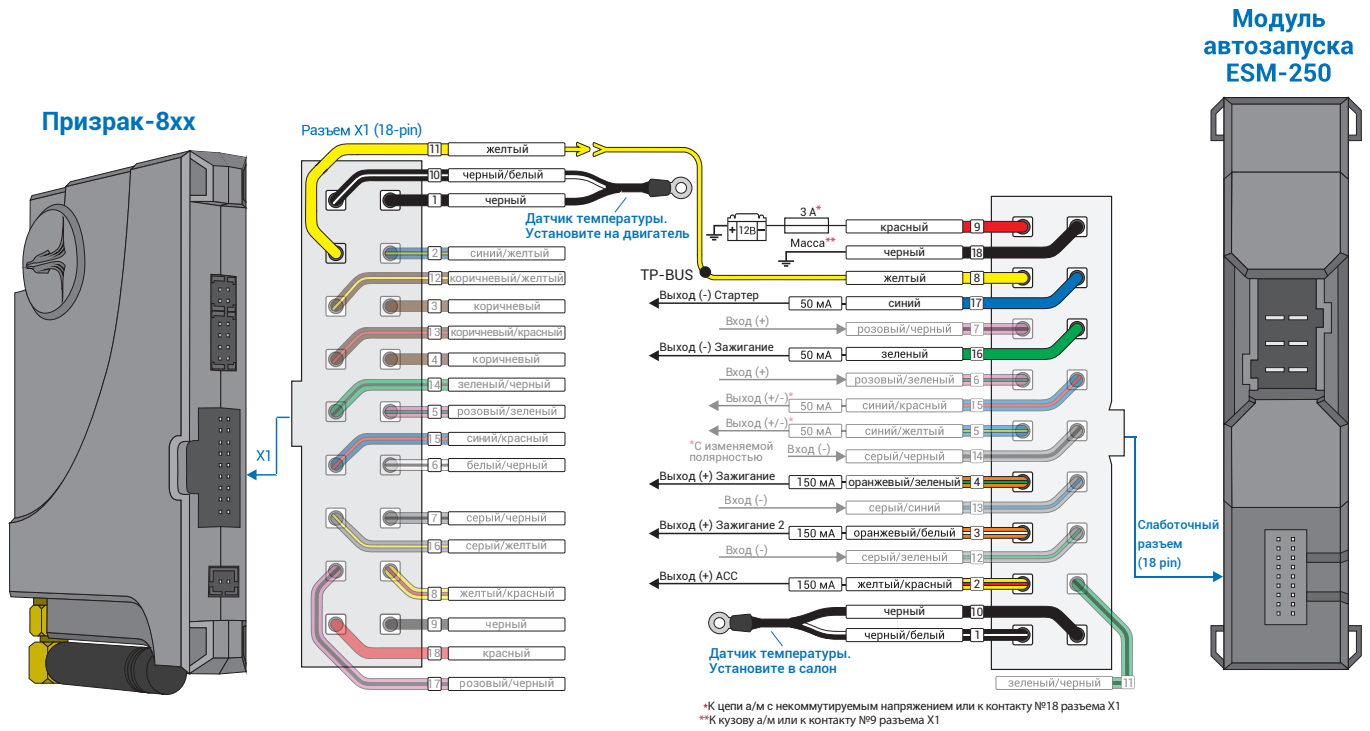 Модуль
автозапуска
ESM-250
Призрак-8xx
Разъем X1 (18-pin)
11 желтый
10 черный/белый
1 черный
Датчик температуры.
Установите на двигатель
2 синий/желтый
12 коричневый/желтый
3 коричневый
13 коричневый/красный
4 коричневый
14 зеленый/черный
5 розовый/зеленый
15 синий/красный
6 белый/черный
7 серый/черный
16 серый/желтый
8 желтый/красный
9 черный
18 красный
17 розовый/черный
X1
12В
3 А* красный 9
Масса** черный 18
TP-BUS желтый 8
Выход (-) Стартер 50 мА синий 17
Вход (+) розовый/черный 7
Выход (-) Зажигание 50 мА зеленый 16
Вход (+) розовый/зеленый 6
Выход (+/-)* 50 мА синий/красный 15
Выход (+/-)* 50 мА синий/желтый 5
*С изменяемой
полярностью
Вход (-) серый/черный 14
Выход (+) Зажигание 150 мА оранжевый/зеленый 4
Вход (-) серый/синий 13
Выход (+) Зажигание 2 150 мА оранжевый/белый 3
Вход (-) серый/зеленый 12
Выход (+) ACC 150 мА желтый/красный 2
черный 10
черный/белый 1
Датчик температуры.
Установите в салон
зеленый/черный 11
Слаботочный
разъем
(18 pin)
*К цепи а/м с некоммутируемым напряжением или к контакту №18 разъема X1
**К кузову а/м или к контакту №9 разъема X1